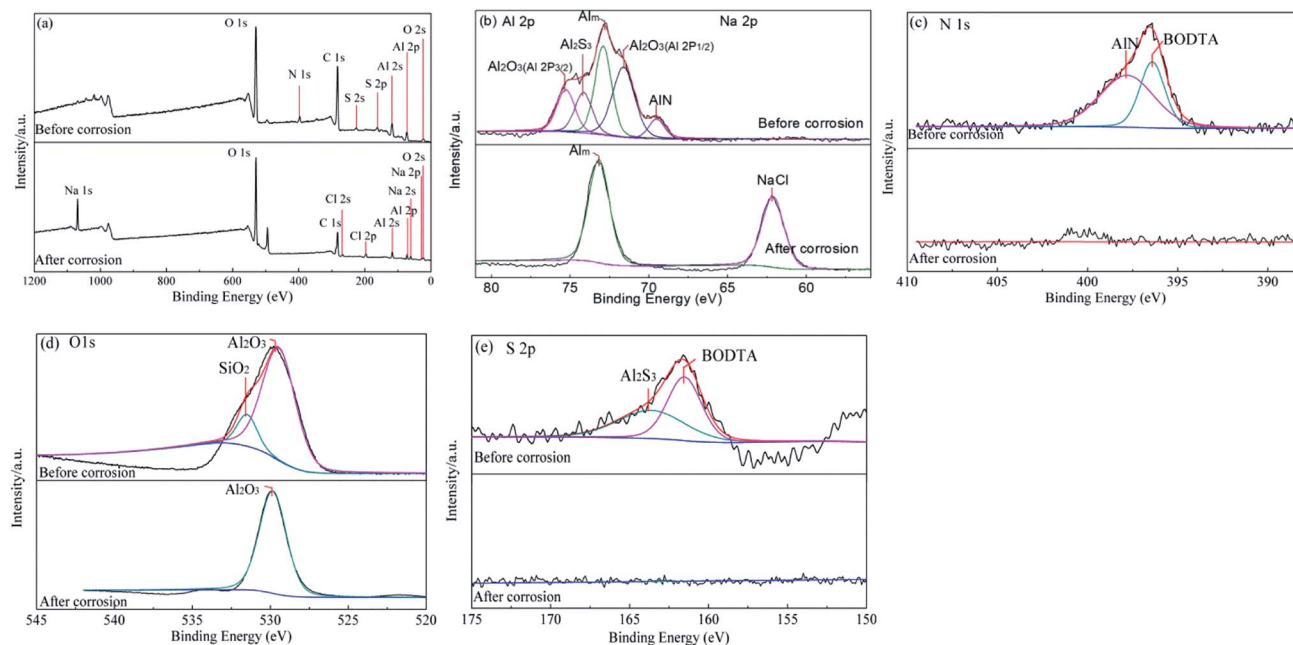 (a)
O 1s
N 1s
C 1s
S 2s
S 2p
Al 2s
Al 2p
O 2s
Before corrosion
Na 1s
O 1s
C 1s
Cl 2s
Cl 2p
Al 2s
Al 2p
Na 2s
Na 2p
O 2s
After corrosion
Intensity/a.u.
1200 1000 800 600 400 200 0
Binding Energy (eV)
(b) Al 2p Na 2p
Al₂O₃(Al 2P3/2)
Al₂S₃
Alm
Al₂O₃(Al 2P1/2)
AlN
Before corrosion
Alm
NaCl
After corrosion
Intensity/a.u.
80 75 70 65 60
Binding Energy (eV)
(c) N 1s
AlN
BODTA
Before corrosion
After corrosion
Intensity/a.u.
410 405 400 395 390
Binding Energy (eV)
(d) O1s
Al₂O₃
SiO₂
Before corrosion
Al₂O₃
After corrosion
Intensity/a.u.
545 540 535 530 525 520
Binding Energy (eV)
(e) S 2p
Al₂S₃
BODTA
Before corrosion
After corrosion
Intensity/a.u.
175 170 165 160 155 150
Binding Energy (eV)